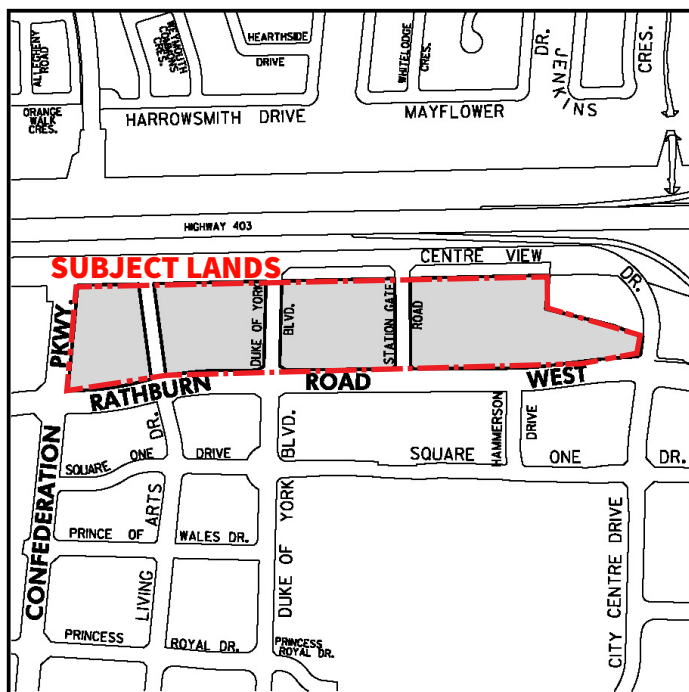 ALLEGHENY
ROAD
WEYMOUTH
COMMONS
CRES.
HEARTHSIDE
DRIVE
WHITELODGE
CRES.
DR.
JENKINS
CRES.
ORANGE
WALK
CRES.
HARROWSMITH DRIVE
MAYFLOWER
HIGHWAY 403
SUBJECT LANDS
CENTRE VIEW
DR.
PKWY.
DUKE OF YORK
BLVD.
STATION GATE
ROAD
RATHBURN
ROAD
WEST
CONFEDERATION
SQUARE ONE DRIVE
DR.
BLVD.
SQUARE ONE DR.
HAMMERSON
DRIVE
PRINCE OF WALES DR.
LIVING ARTS
DUKE OF YORK
CITY CENTRE DRIVE
PRINCESS ROYAL DR.
PRINCESS
ROYAL DR.